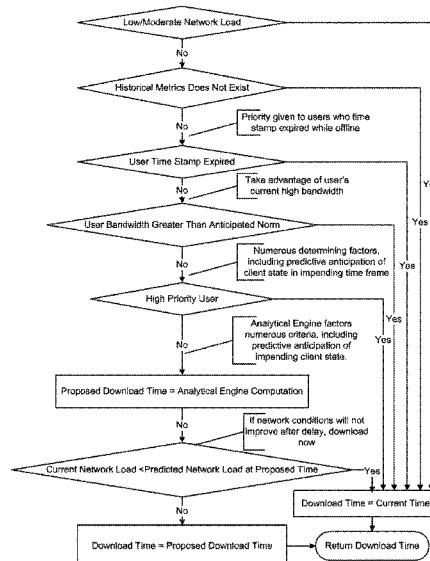 Low/Moderate Network Load
No
Historical Metrics Does Not Exist
No
Priority given to users who time
stamp expired while offline
User Time Stamp Expired
No
Take advantage of user's
current high bandwidth
User Bandwidth Greater Than Anticipated Norm
No
Numerous determining factors,
including predictive anticipation of
client state in impending time frame
High Priority User
No
Analytical Engine factors
numerous criteria, including
predictive anticipation of
impending client state.
Yes
Yes
Yes
Yes
Proposed Download Time = Analytical Engine Computation
If network conditions will not
improve after delay, download
now
Current Network Load <Predicted Network Load at Proposed Time
Yes
No
Download Time = Current Time
Download Time = Proposed Download Time
Return Download Time